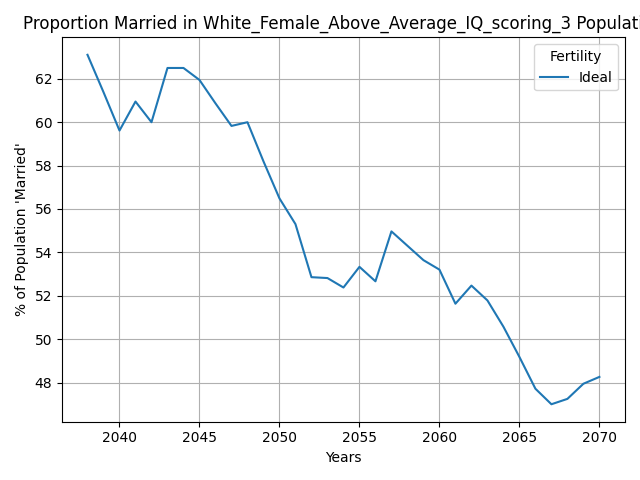 Proportion Married in White_Female_Above_Average_IQ_scoring_3 Populati
Fertility
Ideal
% of Population 'Married'
62
60
58
56
54
52
50
48
2040 2045 2050 2055 2060 2065 2070
Years